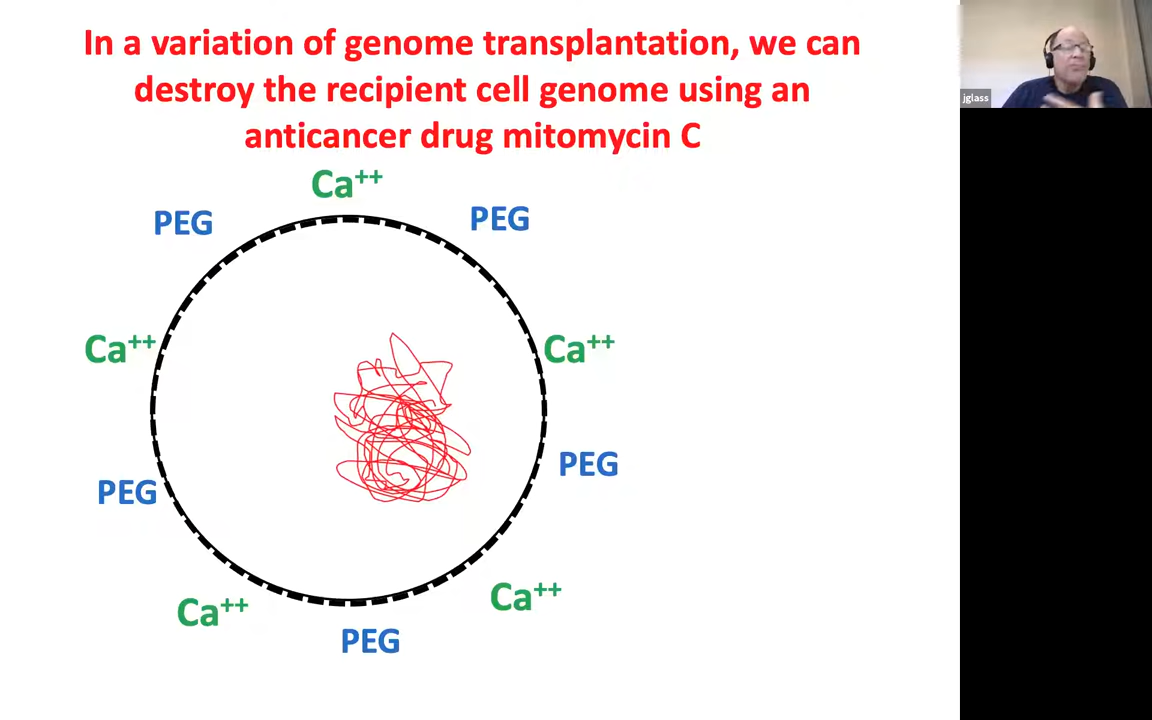 In a variation of genome transplantation, we can
destroy the recipient cell genome using an
anticancer drug mitomycin C
jglass
Ca++
PEG
PEG
Ca++
Ca++
PEG
PEG
Ca++
Ca++
PEG